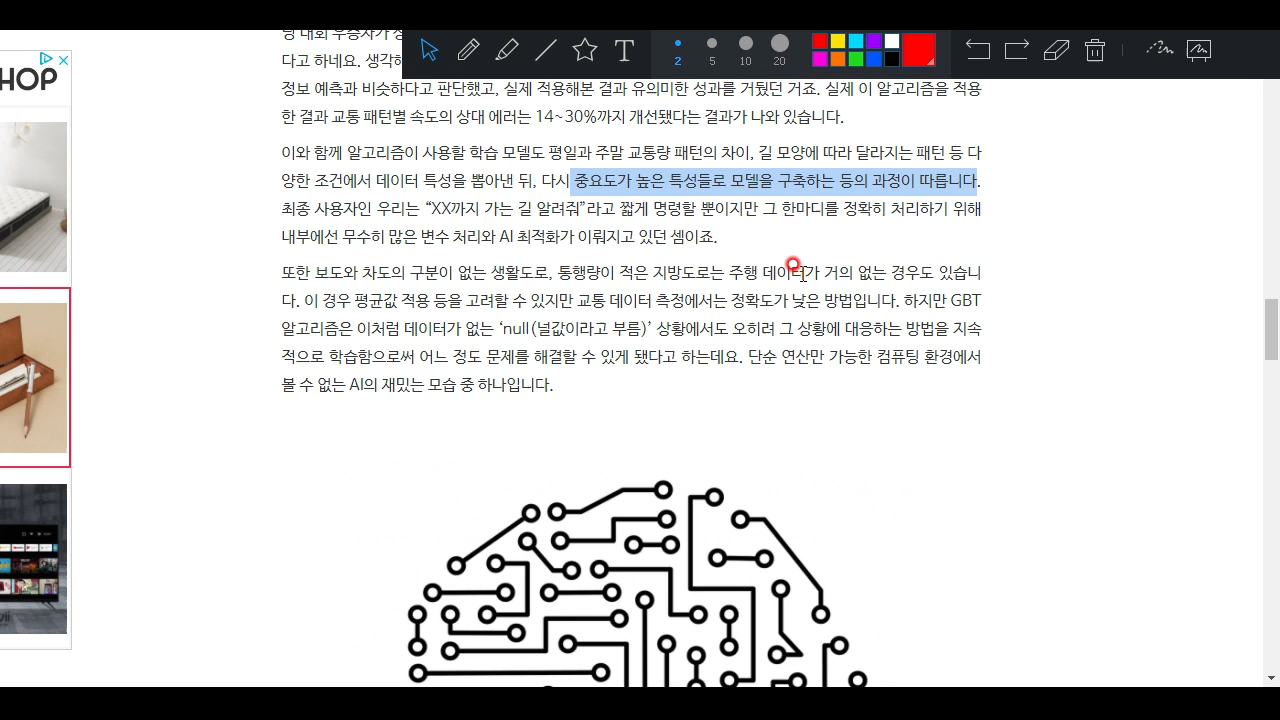 다고 하네요. 생각하
정보 예측과 비슷하다고 판단했고, 실제 적용해본 결과 유의미한 성과를 거뒀던 거죠. 실제 이 알고리즘을 적용
한 결과 교통 패턴별 속도의 상대 에러는 14~30%까지 개선됐다는 결과가 나와 있습니다.
이와 함께 알고리즘이 사용할 학습 모델도 평일과 주말 교통량 패턴의 차이, 길 모양에 따라 달라지는 패턴 등 다
양한 조건에서 데이터 특성을 뽑아낸 뒤, 다시 중요도가 높은 특성들로 모델을 구축하는 등의 과정이 따릅니다.
최종 사용자인 우리는 “XX까지 가는 길 알려줘”라고 짧게 명령할 뿐이지만 그 한마디를 정확히 처리하기 위해
내부에선 무수히 많은 변수 처리와 AI 최적화가 이뤄지고 있던 셈이죠.
또한 보도와 차도의 구분이 없는 생활도로, 통행량이 적은 지방도로는 주행 데이터가 거의 없는 경우도 있습니
다. 이 경우 평균값 적용 등을 고려할 수 있지만 교통 데이터 측정에서는 정확도가 낮은 방법입니다. 하지만 GBT
알고리즘은 이처럼 데이터가 없는 ‘null(널값이라고 부름)’ 상황에서도 오히려 그 상황에 대응하는 방법을 지속
적으로 학습함으로써 어느 정도 문제를 해결할 수 있게 됐다고 하는데요. 단순 연산만 가능한 컴퓨팅 환경에서
볼 수 없는 AI의 재밌는 모습 중 하나입니다.
HOP
T
2 5 10 20